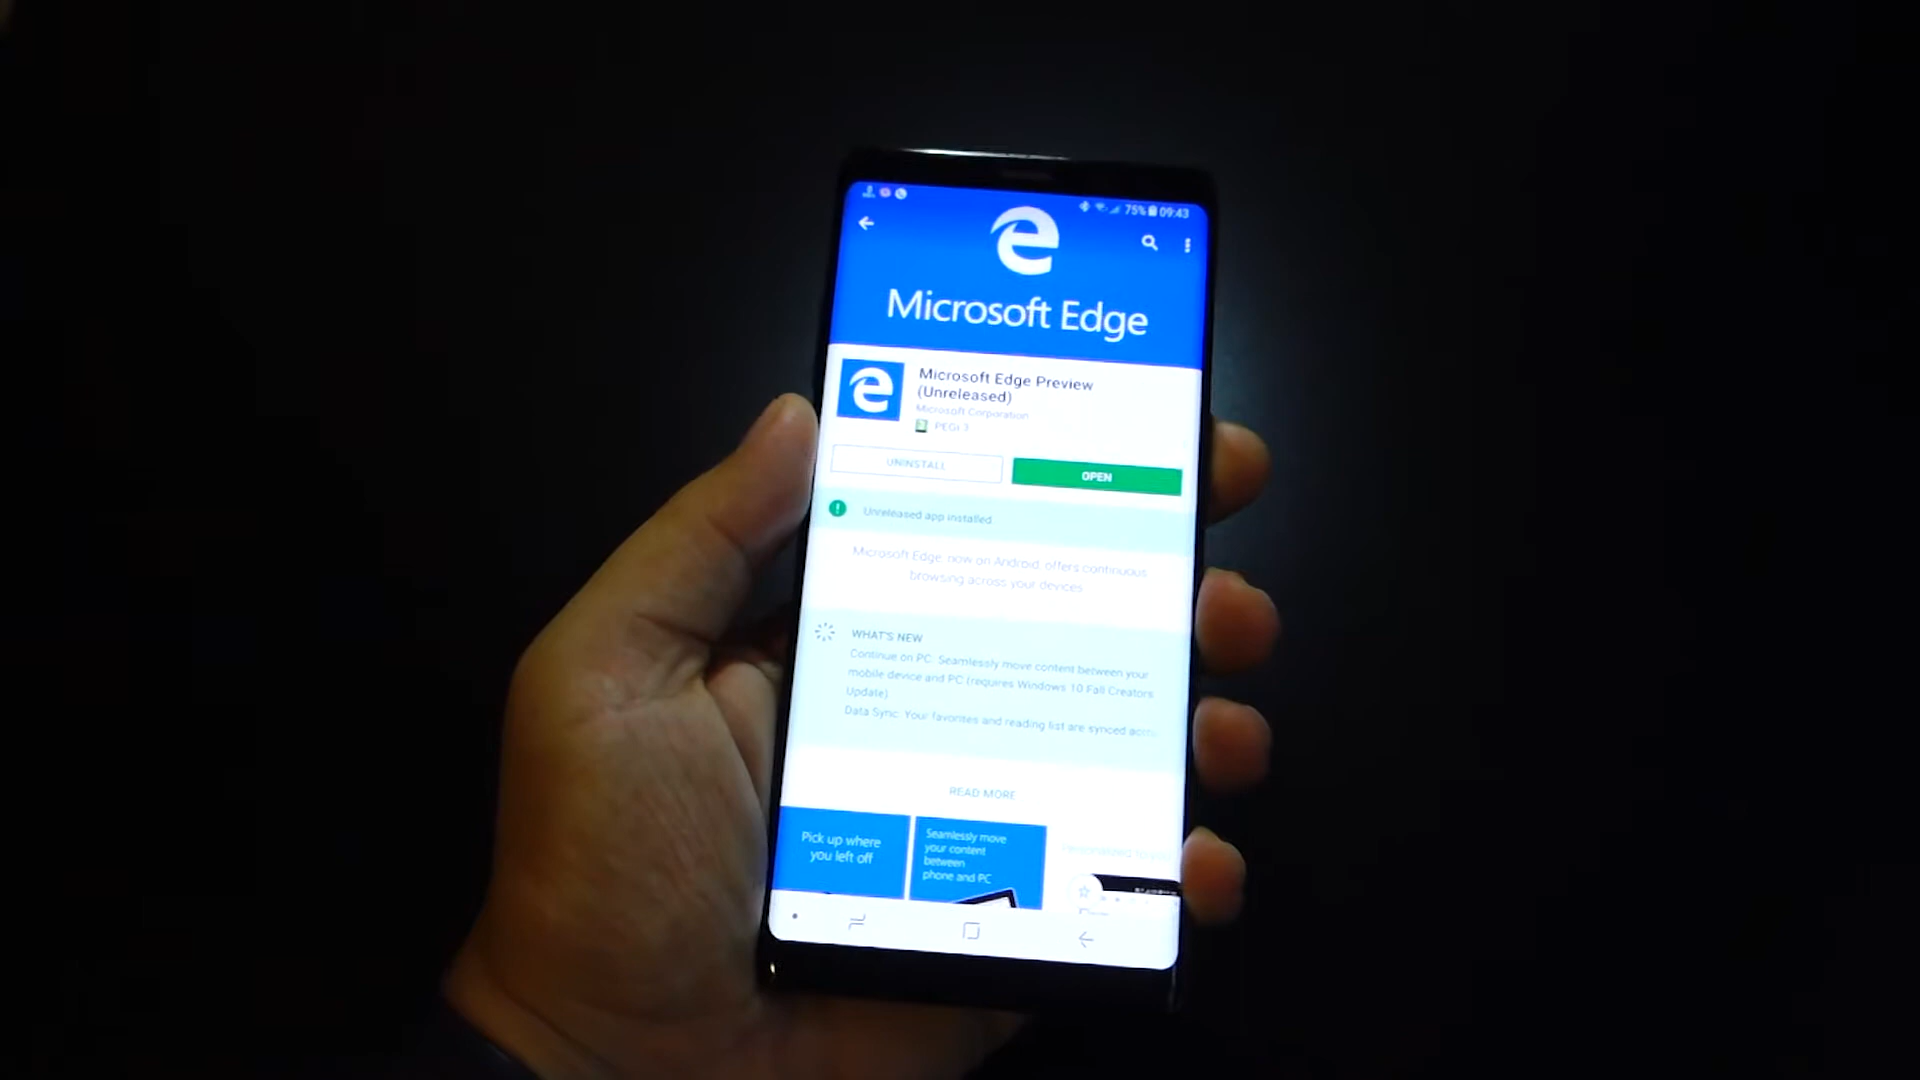 75% 09:43
Microsoft Edge
Microsoft Edge Preview
(Unreleased)
Microsoft Corporation
PEGI 3
UNINSTALL
OPEN
Unreleased app installed
Microsoft Edge, now on Android, offers continuous
browsing across your devices
WHAT'S NEW
Continue on PC: Seamlessly move content between your
mobile device and PC (requires Windows 10 Fall Creators
Update)
Data Sync: Your favorites and reading list are synced
READ MORE
Pick up where
you left off
Seamlessly move
your content
between
phone and PC